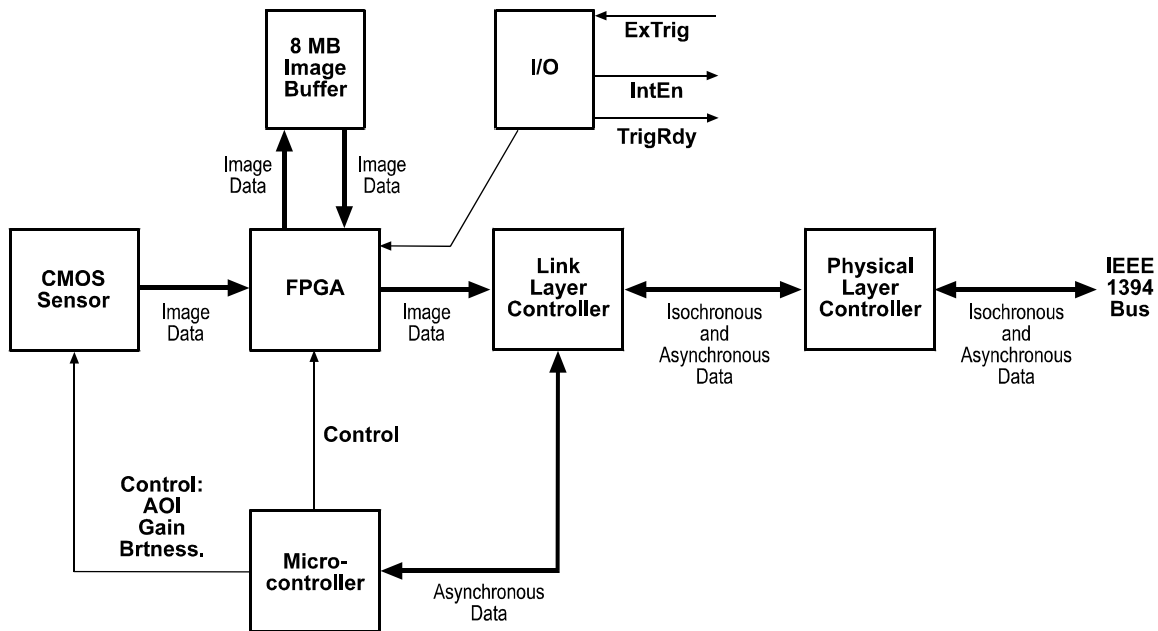 8 MB
Image
Buffer
I/O
ExTrig
IntEn
TrigRdy
Image
Data
Image
Data
CMOS
Sensor
Image
Data
FPGA
Image
Data
Link
Layer
Controller
Isochronous
and
Asynchronous
Data
Physical
Layer
Controller
Isochronous
and
Asynchronous
Data
IEEE
1394
Bus
Control
Control:
AOI
Gain
Brtness.
Micro-
controller
Asynchronous
Data